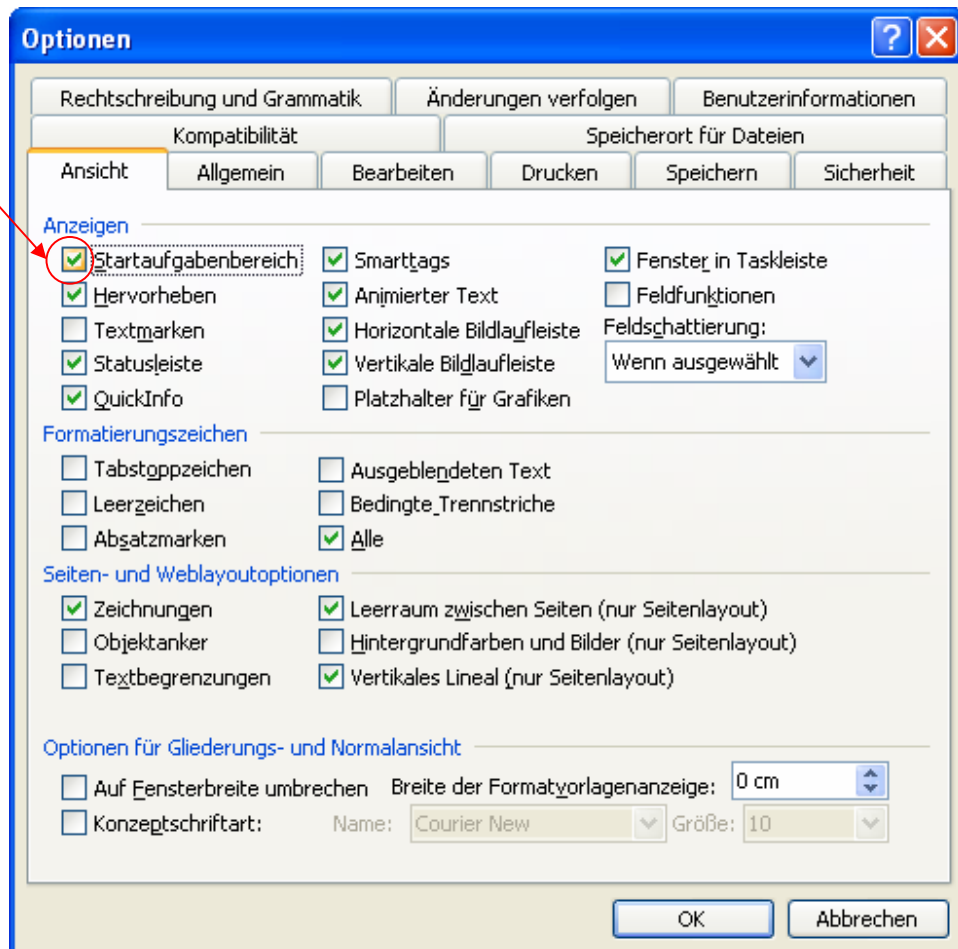 Optionen
Rechtschreibung und Grammatik Änderungen verfolgen Benutzerinformationen
Kompatibilität Speicherort für Dateien
Ansicht Allgemein Bearbeiten Drucken Speichern Sicherheit
Anzeigen
Startaufgabenbereich Smarttags Fenster in Taskleiste
Hervorheben Animierter Text Feldfunktionen
Textmarken Horizontale Bildlaufleiste Feldschattierung:
Statusleiste Vertikale Bildlaufleiste Wenn ausgewählt
QuickInfo Platzhalter für Grafiken
Formatierungszeichen
Tabstoppzeichen Ausgeblendeten Text
Leerzeichen Bedingte Trennstriche
Absatzmarken Alle
Seiten- und Weblayoutoptionen
Zeichnungen Leerraum zwischen Seiten (nur Seitenlayout)
Objektanker Hintergrundfarben und Bilder (nur Seitenlayout)
Textbegrenzungen Vertikales Lineal (nur Seitenlayout)
Optionen für Gliederungs- und Normalansicht
Auf Fensterbreite umbrechen Breite der Formatvorlagenanzeige: 0 cm
Konzeptschriftart: Name: Courier New Größe: 10
OK Abbrechen